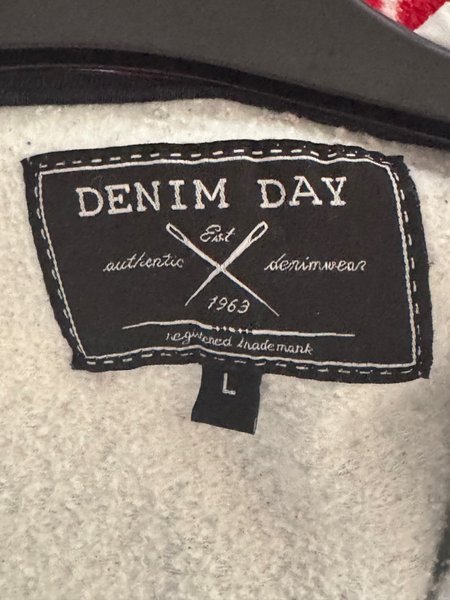 DENIM DAY
Est
authentic denimwear
1963
registered trademark
L